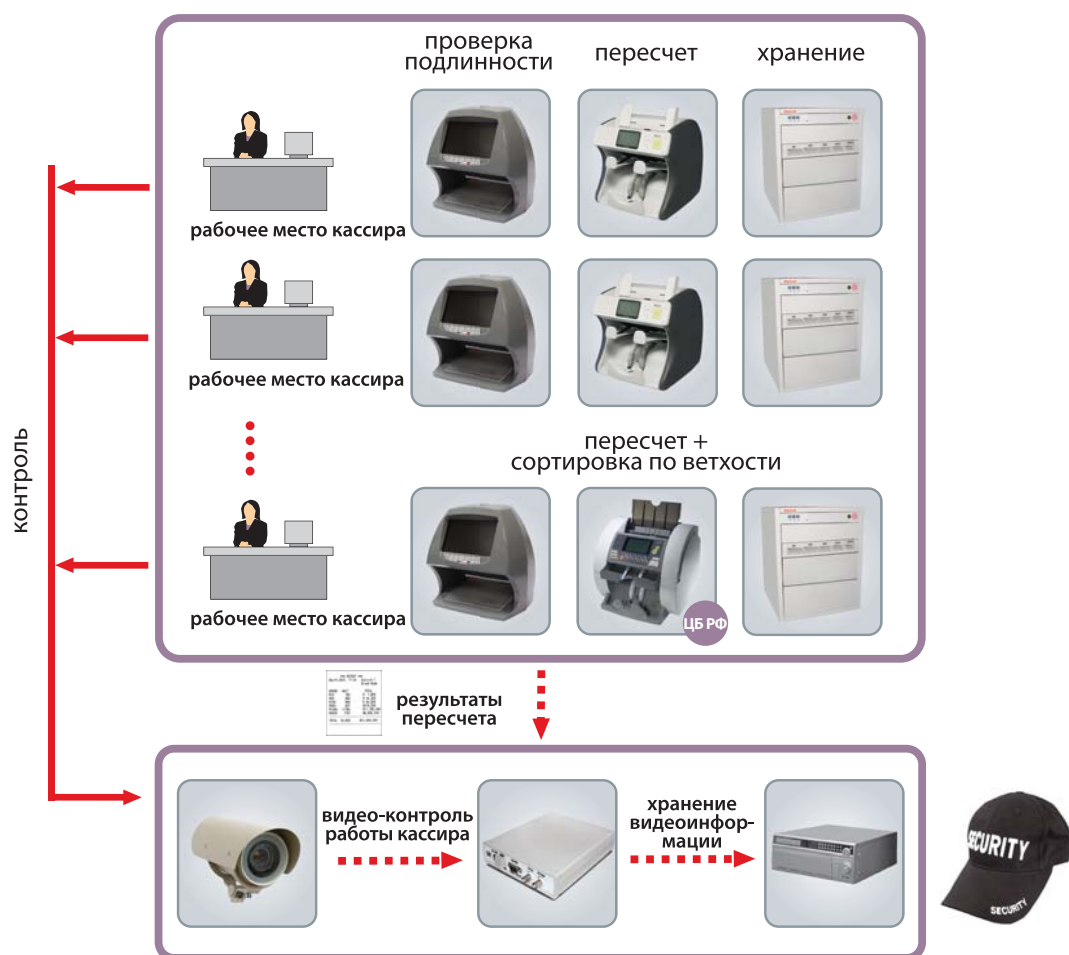 проверка
подлинности
пересчет
хранение
рабочее место кассира
рабочее место кассира
пересчет +
сортировка по ветхости
ЦБ РФ
рабочее место кассира
контроль
результаты
пересчета
видео-контроль
работы кассира
хранение
видеоинфор-
мации
SECURITY
SECURITY